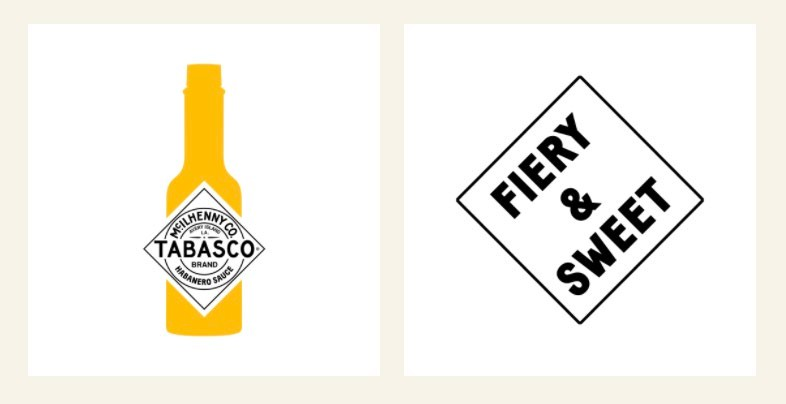 McILHENNY CO.
AVERY ISLAND
LA.
TABASCO®
BRAND
HABANERO SAUCE
FIERY
&
SWEET